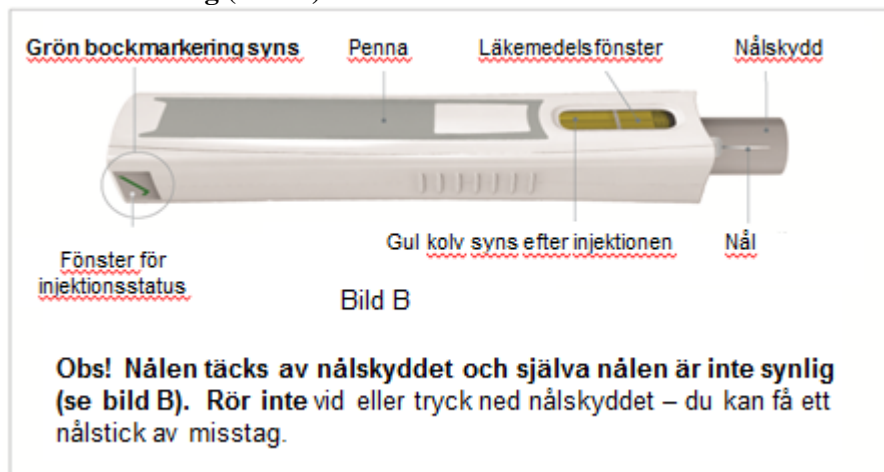 Grön bockmarkering syns
Penna
Läkemedelsfönster
Nålskydd
Gul kolv syns efter injektionen
Nål
Fönster för
injektionsstatus
Bild B
Obs! Nålen täcks av nålskyddet och själva nålen är inte synlig
(se bild B). Rör inte vid eller tryck ned nålskyddet – du kan få ett
nålstick av misstag.